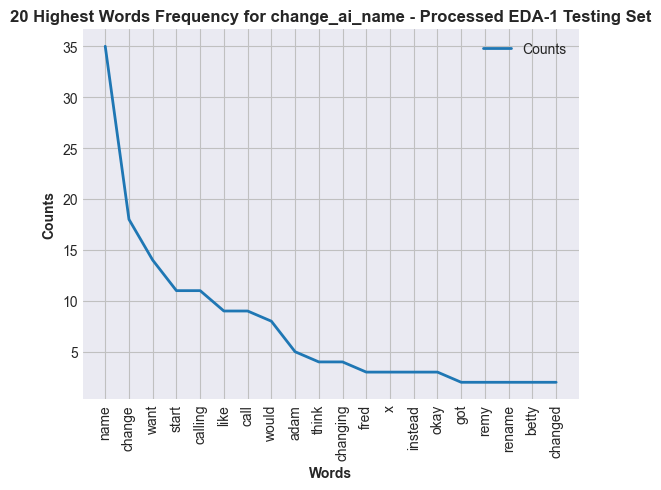 20 Highest Words Frequency for change_ai_name - Processed EDA-1 Testing Set
Counts
35
30
25
20
15
10
5
Counts
name
change
want
start
calling
like
call
would
adam
think
changing
fred
x
instead
okay
got
remy
rename
betty
changed
Words